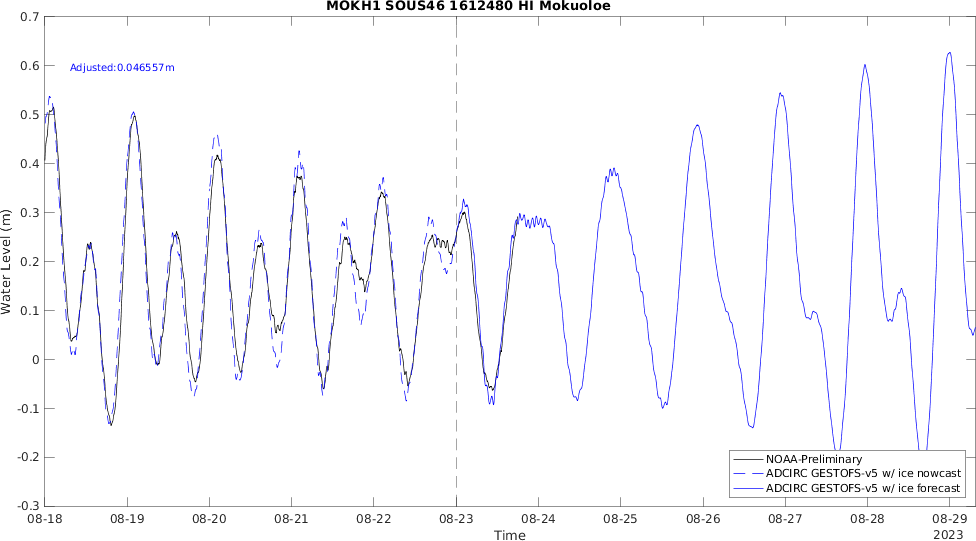 MOKH1 SOUS46 1612480 HI Mokuoloe
0.7
0.6
0.5
0.4
0.3
0.2
0.1
0
-0.1
-0.2
-0.3
Water Level (m)
Adjusted:0.046557m
NOAA-Preliminary
ADCIRC GESTOFS-v5 w/ ice nowcast
ADCIRC GESTOFS-v5 w/ ice forecast
08-18 08-19 08-20 08-21 08-22 08-23 08-24 08-25 08-26 08-27 08-28 08-29
Time
2023